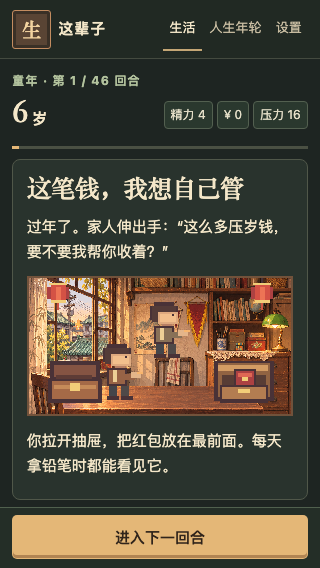 生
这辈子
生活
人生年轮
设置
童年 · 第 1 / 46 回合
6 岁
精力 4
¥ 0
压力 16
这笔钱，我想自己管
过年了。家人伸出手：“这么多压岁钱，
要不要我帮你收着？”
你拉开抽屉，把红包放在最前面。每天
拿铅笔时都能看见它。
进入下一回合